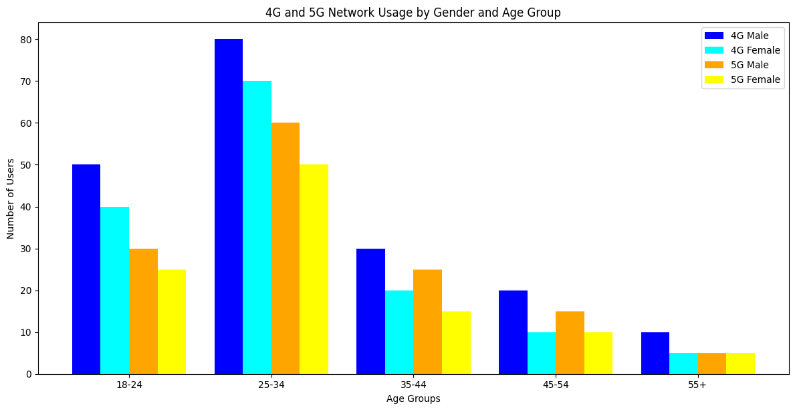 4G and 5G Network Usage by Gender and Age Group
4G Male
4G Female
5G Male
5G Female
Number of Users
80
70
60
50
40
30
20
10
0
18-24
25-34
35-44
45-54
55+
Age Groups